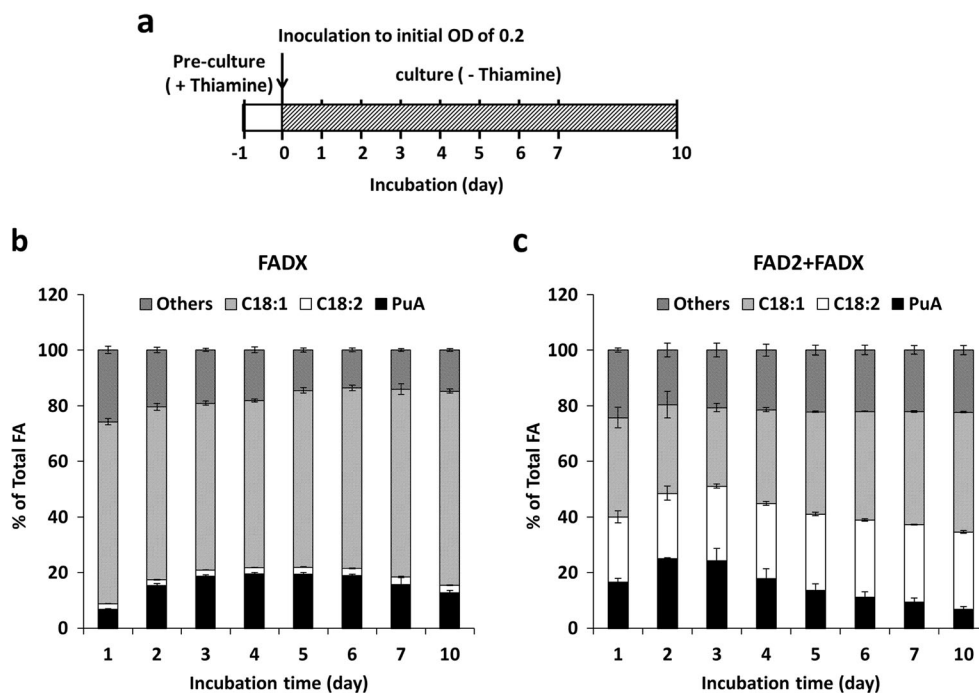 a
Inoculation to initial OD of 0.2
Pre-culture
( + Thiamine)
culture ( - Thiamine)
-1 0 1 2 3 4 5 6 7 10
Incubation (day)
b
FADX
Others C18:1 C18:2 PuA
120
100
80
60
40
20
0
% of Total FA
1 2 3 4 5 6 7 10
Incubation time (day)
c
FAD2+FADX
Others C18:1 C18:2 PuA
120
100
80
60
40
20
0
% of Total FA
1 2 3 4 5 6 7 10
Incubation time (day)